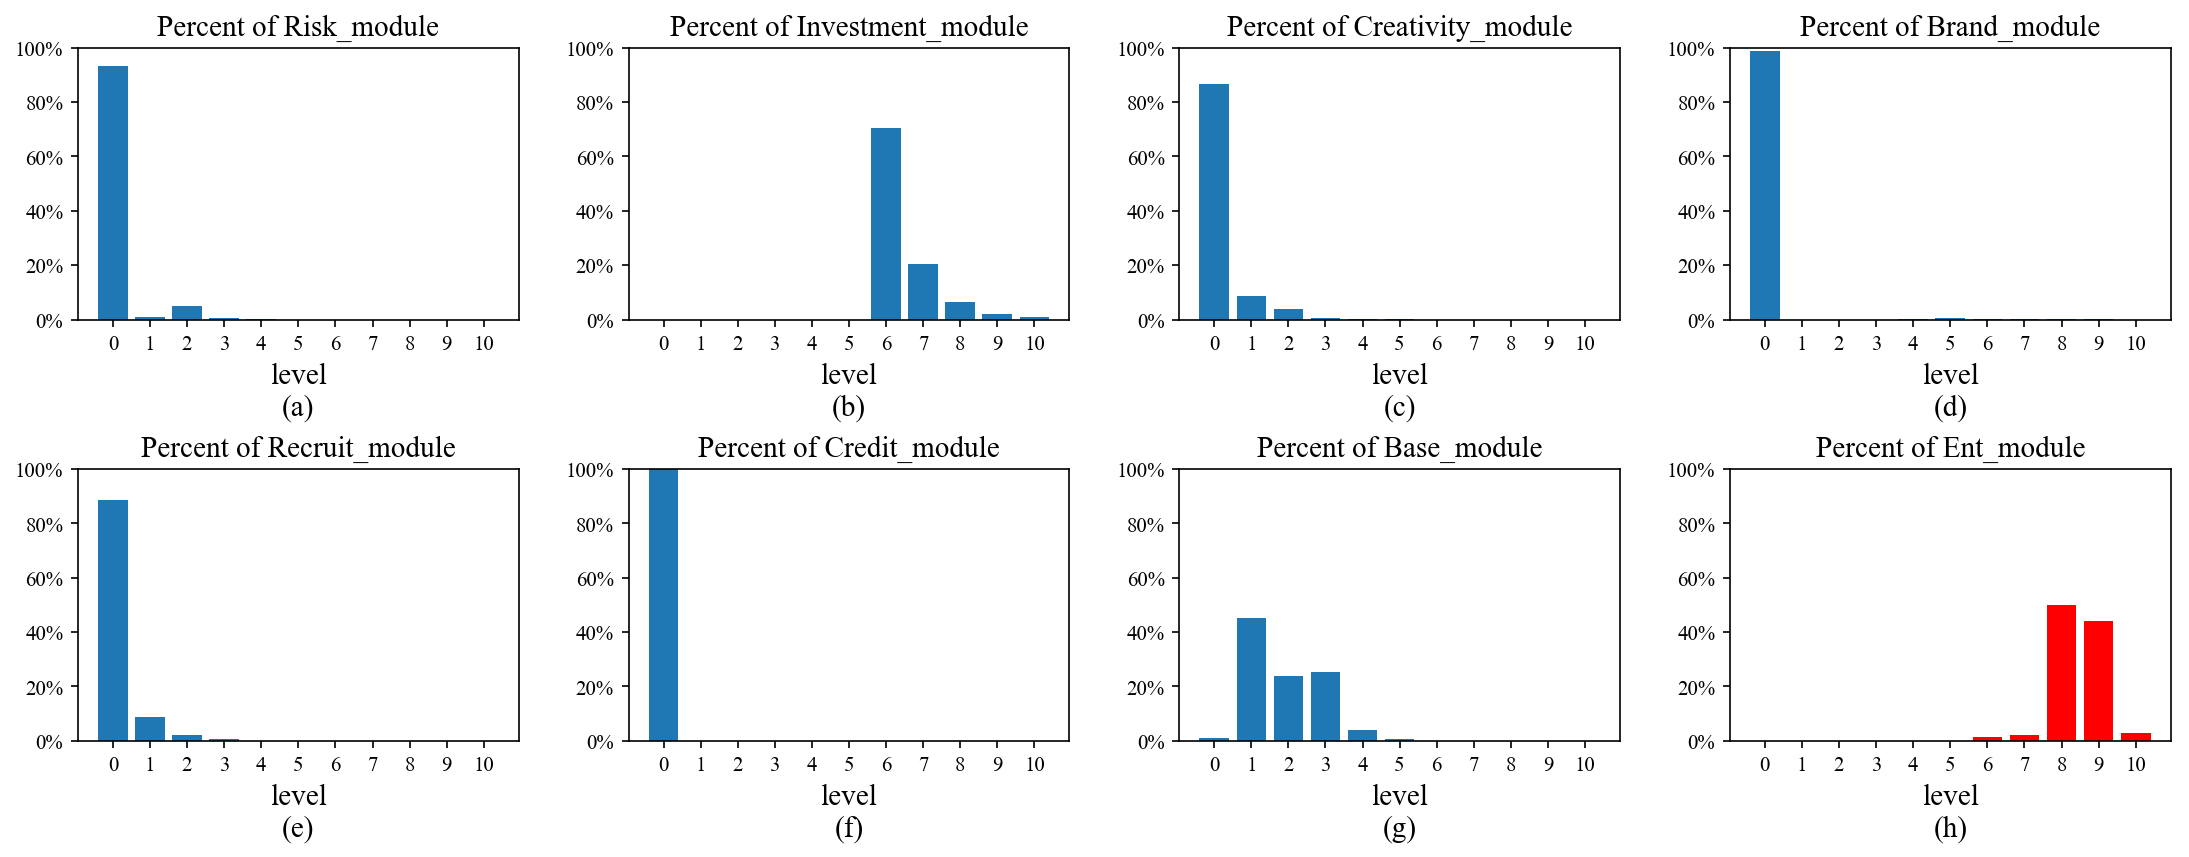 Percent of Risk_module
100%
80%
60%
40%
20%
0%
0 1 2 3 4 5 6 7 8 9 10
level
(a)
Percent of Investment_module
100%
80%
60%
40%
20%
0%
0 1 2 3 4 5 6 7 8 9 10
level
(b)
Percent of Creativity_module
100%
80%
60%
40%
20%
0%
0 1 2 3 4 5 6 7 8 9 10
level
(c)
Percent of Brand_module
100%
80%
60%
40%
20%
0%
0 1 2 3 4 5 6 7 8 9 10
level
(d)
Percent of Recruit_module
100%
80%
60%
40%
20%
0%
0 1 2 3 4 5 6 7 8 9 10
level
(e)
Percent of Credit_module
100%
80%
60%
40%
20%
0%
0 1 2 3 4 5 6 7 8 9 10
level
(f)
Percent of Base_module
100%
80%
60%
40%
20%
0%
0 1 2 3 4 5 6 7 8 9 10
level
(g)
Percent of Ent_module
100%
80%
60%
40%
20%
0%
0 1 2 3 4 5 6 7 8 9 10
level
(h)